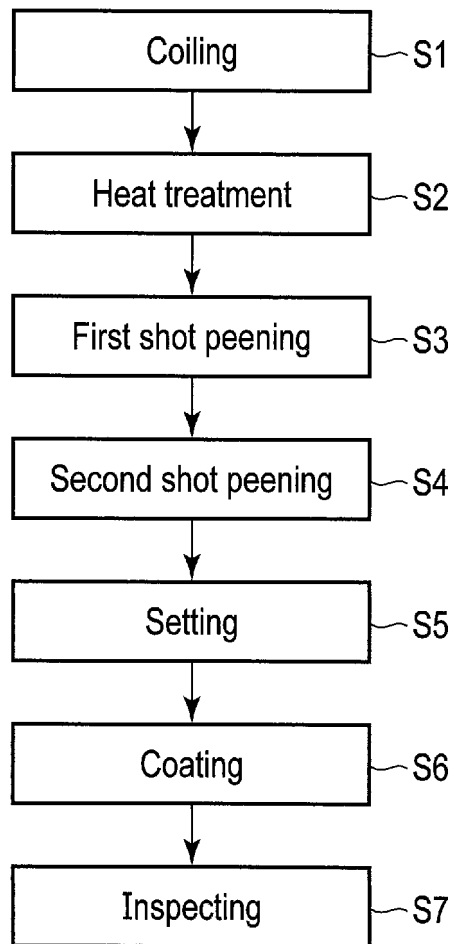 Coiling S1
Heat treatment S2
First shot peening S3
Second shot peening S4
Setting S5
Coating S6
Inspecting S7